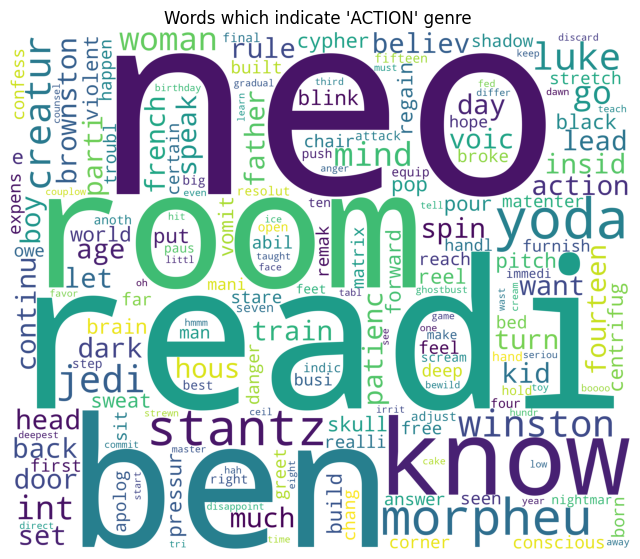 Words which indicate 'ACTION' genre
neo
room
readi
ben
know
yoda
stantz
morpheu
winston
jedi
luke
creatur
woman
rule
cypher
believ
shadow
go
stretch
teach
discard
keep
final
built
fifteen
must
happen
violent
confess
counsel
troubl
brownston
parti
french
certain
speak
birthday
gradual
big
even
learn
father
third
blink
push
anger
attack
chair
mind
regain
equip
day
hope
fed
differ
voic
broke
dawn
black
lead
insid
action
pop
pour
matenter
spin
handl
furnish
e
expens
owe
boy
couplow
continu
anoth
world
age
let
far
favor
put
paus
littl
hit
oh
vomit
resolut
open
ice
abil
taught
face
mani
stare
seven
feet
ten
remak
matrix
tabl
tell
forward
reach
reel
pitch
immedi
ghostbust
want
wast
cream
fourteen
centrifug
brain
dark
step
sweat
hous
man
hmmm
best
train
danger
indic
busi
patienc
see
feel
game
one
make
scream
deep
bewild
turn
bed
hand
kid
hold
toy
seriou
boooo
four
hundr
born
head
back
door
first
int
set
deepest
direct
strewn
sit
apolog
commit
start
tri
pressur
master
hah
right
much
disappoint
greet
eight
time
ceil
skull
realli
build
chang
irrit
adjust
free
answer
seen
cake
corner
conscious
low
year
nightmar
away